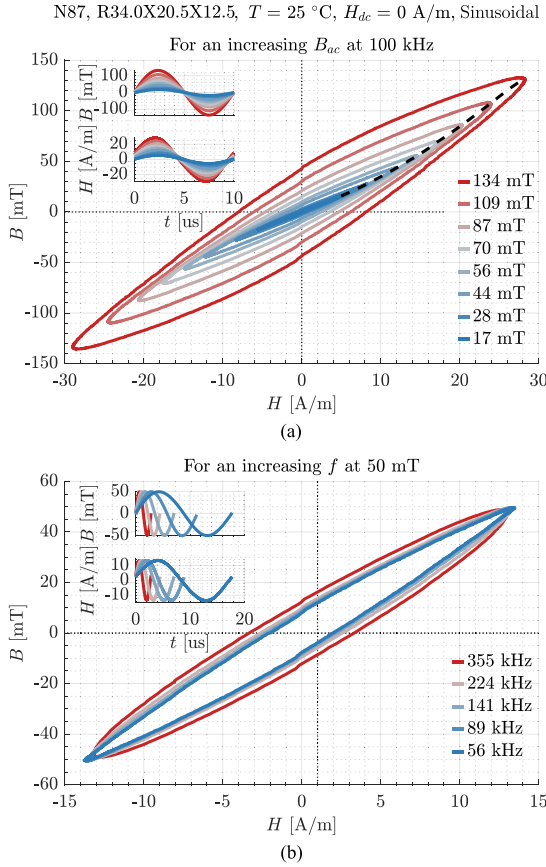 N87, R34.0X20.5X12.5, T = 25 °C, H_dc = 0 A/m, Sinusoidal
For an increasing B_ac at 100 kHz
150
100
50
0
-50
-100
-150
B [mT]
100
0
-100
B [mT]
20
0
-20
H [A/m]
0 5 10
t [us]
134 mT
109 mT
87 mT
70 mT
56 mT
44 mT
28 mT
17 mT
-30 -20 -10 0 10 20 30
H [A/m]
(a)
For an increasing f at 50 mT
60
40
20
0
-20
-40
-60
B [mT]
50
0
-50
B [mT]
10
0
-10
H [A/m]
0 5 10 15 20
t [us]
355 kHz
224 kHz
141 kHz
89 kHz
56 kHz
-15 -10 -5 0 5 10 15
H [A/m]
(b)